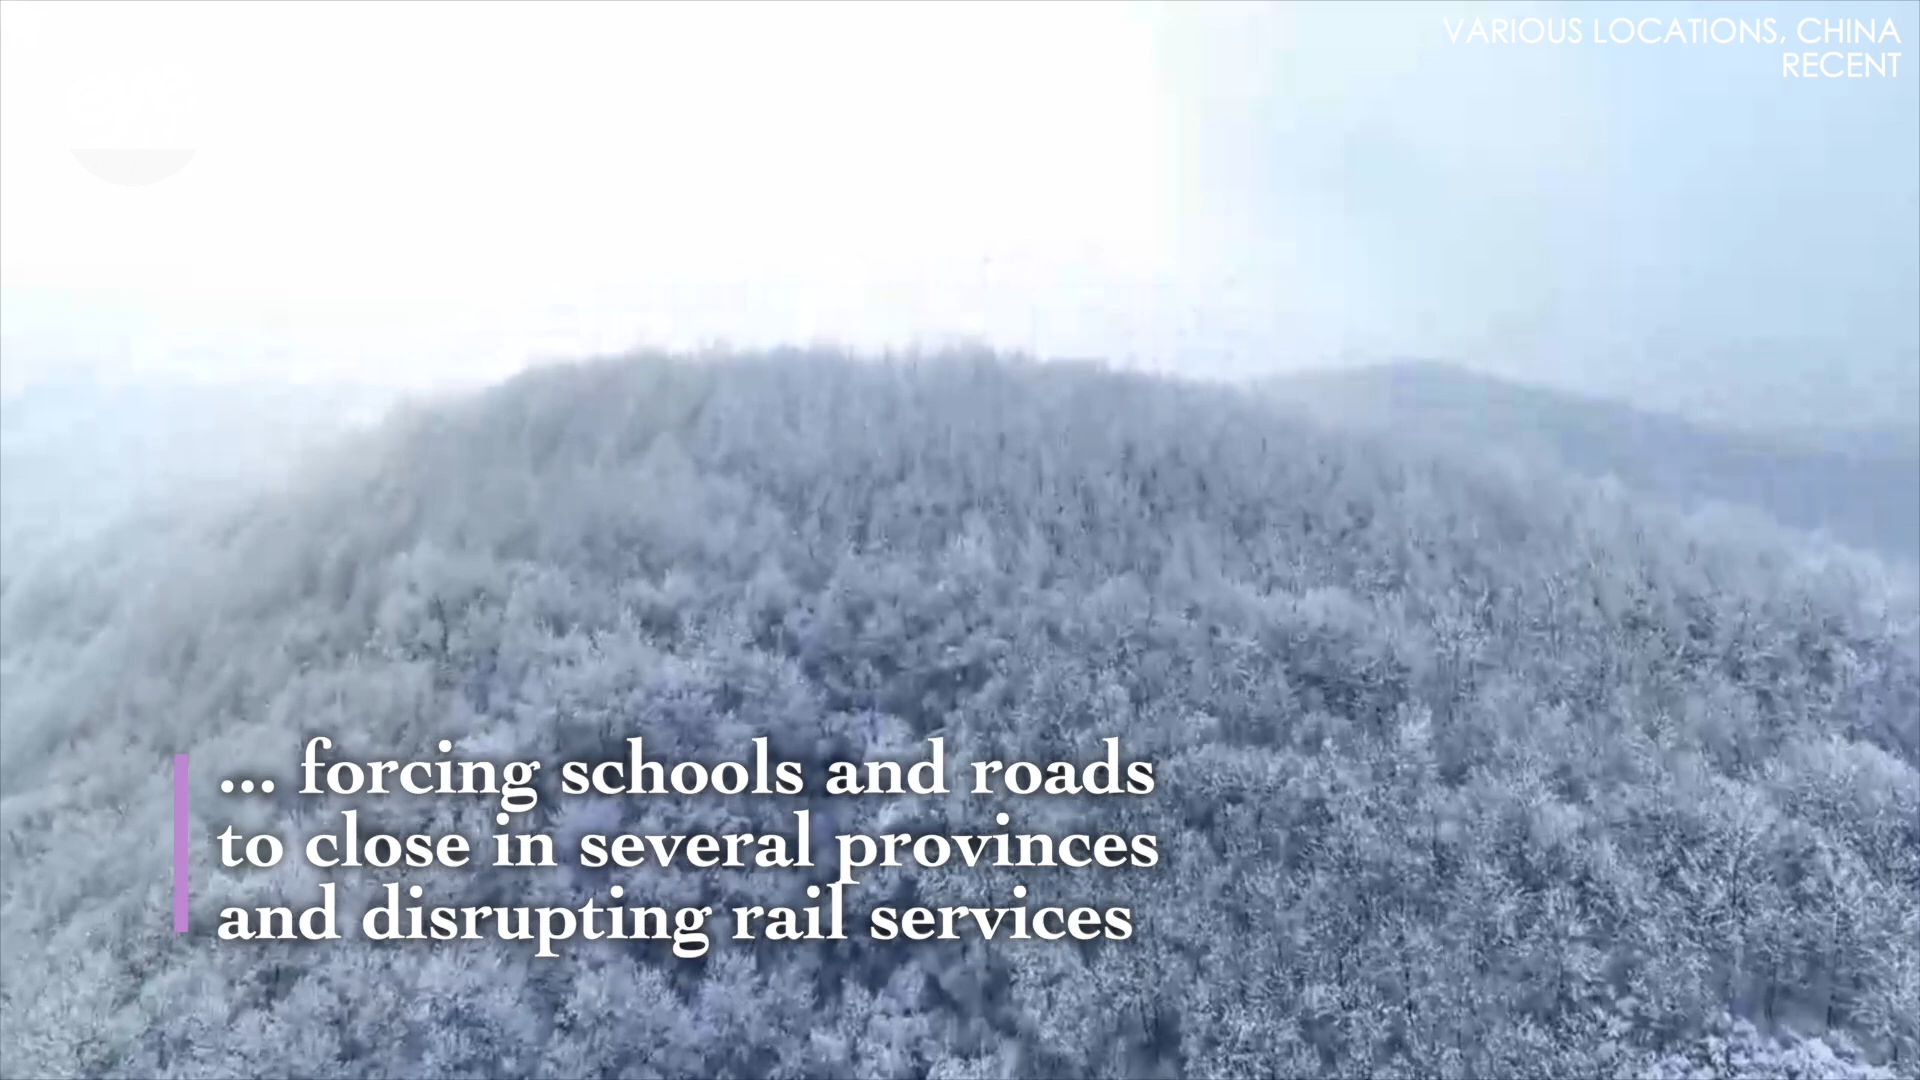 VARIOUS LOCATIONS, CHINA
RECENT
... forcing schools and roads
to close in several provinces
and disrupting rail services